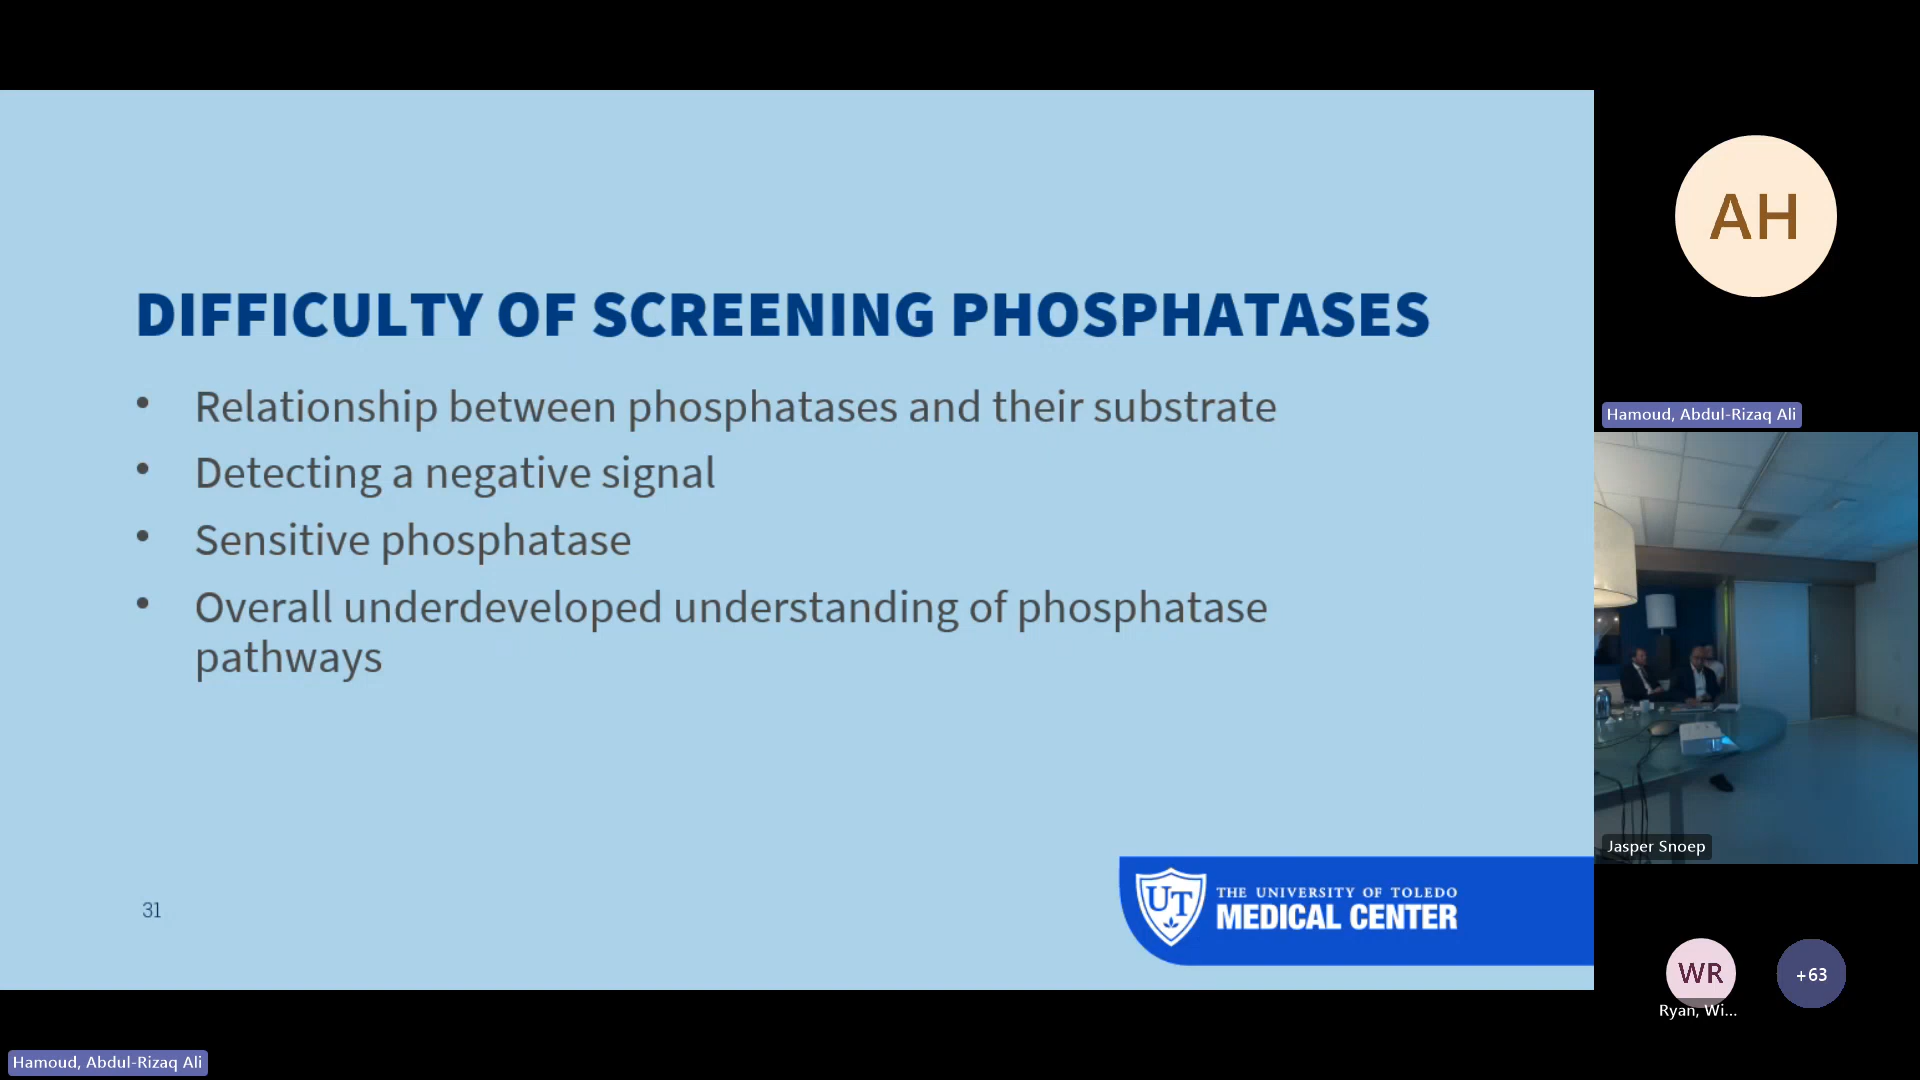 DIFFICULTY OF SCREENING PHOSPHATASES
• Relationship between phosphatases and their substrate
• Detecting a negative signal
• Sensitive phosphatase
• Overall underdeveloped understanding of phosphatase
pathways
31
UT
THE UNIVERSITY OF TOLEDO
MEDICAL CENTER
AH
Hamoud, Abdul-Rizaq Ali
Jasper Snoep
WR
Ryan, Wi...
+63
Hamoud, Abdul-Rizaq Ali